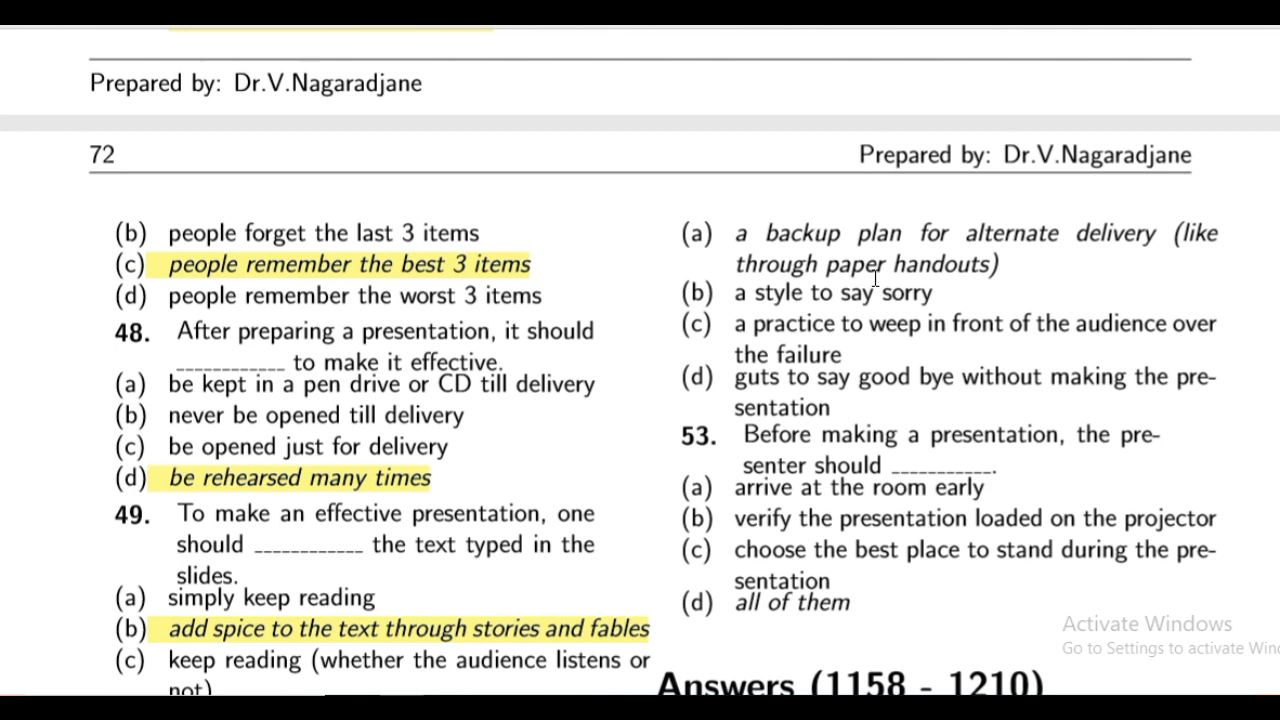 Prepared by: Dr.V.Nagaradjane
72
Prepared by: Dr.V.Nagaradjane
(b) people forget the last 3 items
(c) people remember the best 3 items
(d) people remember the worst 3 items
48. After preparing a presentation, it should
____________ to make it effective.
(a) be kept in a pen drive or CD till delivery
(b) never be opened till delivery
(c) be opened just for delivery
(d) be rehearsed many times
49. To make an effective presentation, one
should ____________ the text typed in the
slides.
(a) simply keep reading
(b) add spice to the text through stories and fables
(c) keep reading (whether the audience listens or
not)
(a) a backup plan for alternate delivery (like
through paper handouts)
(b) a style to say sorry
(c) a practice to weep in front of the audience over
the failure
(d) guts to say good bye without making the pre-
sentation
53. Before making a presentation, the pre-
senter should ___________.
(a) arrive at the room early
(b) verify the presentation loaded on the projector
(c) choose the best place to stand during the pre-
sentation
(d) all of them
Answers (1158 - 1210)
Activate Windows
Go to Settings to activate Win